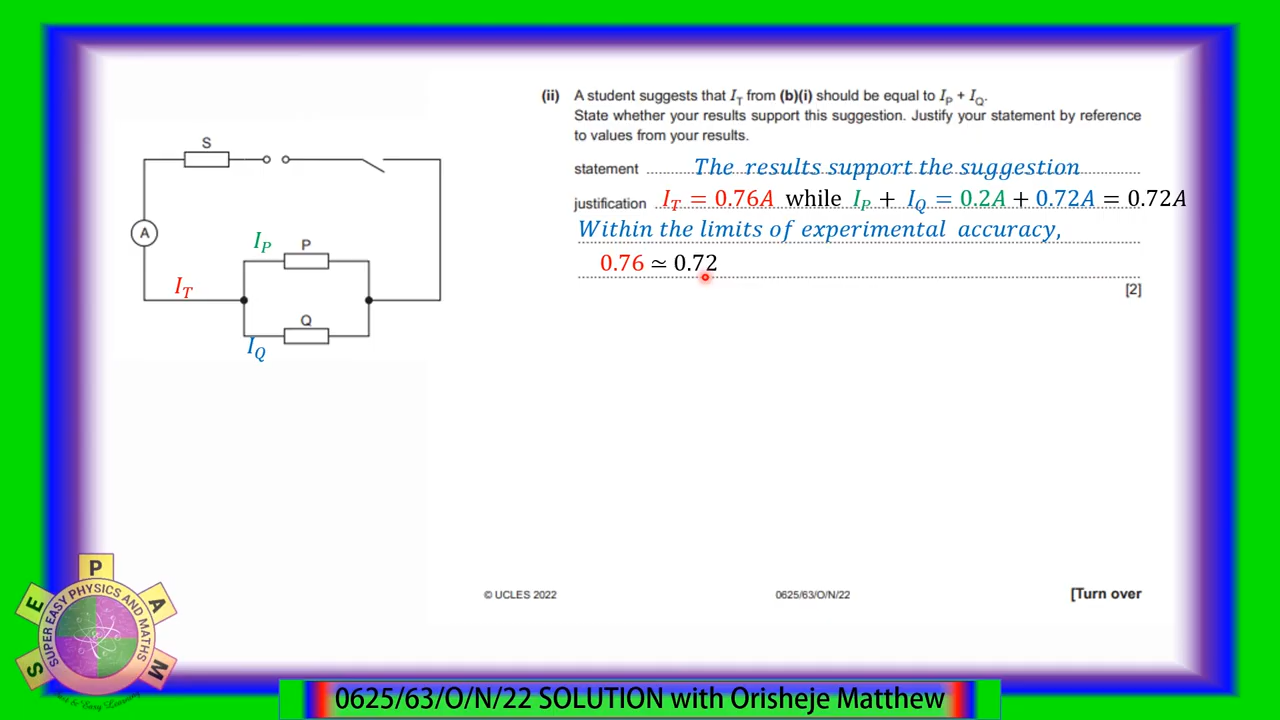 (ii) A student suggests that I_T from (b)(i) should be equal to I_P + I_Q.
State whether your results support this suggestion. Justify your statement by reference
to values from your results.
statement The results support the suggestion
justification I_T = 0.76A while I_P + I_Q = 0.2A + 0.72A = 0.72A
Within the limits of experimental accuracy,
0.76 ≃ 0.72
[2]
S
A
I_P
P
I_T
Q
I_Q
© UCLES 2022
0625/63/O/N/22
[Turn over
S E P A M
SUPER EASY PHYSICS AND MATHS
0625/63/O/N/22 SOLUTION with Orisheje Matthew